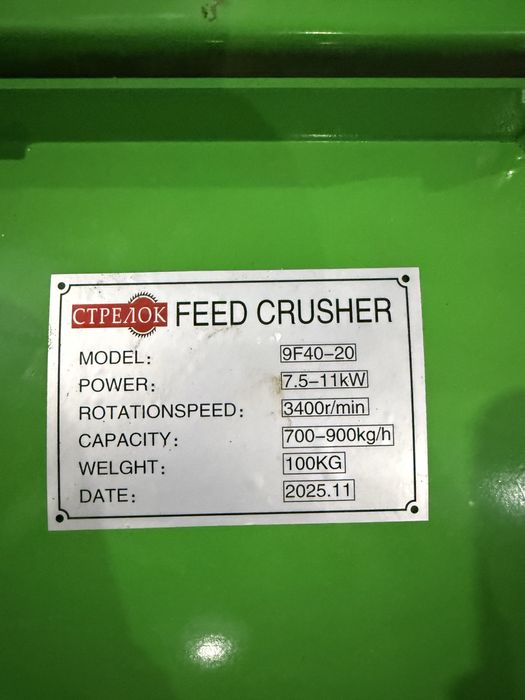 СТРЕЛОК FEED CRUSHER
MODEL: 9F40-20
POWER: 7.5-11kW
ROTATIONSPEED: 3400r/min
CAPACITY: 700-900kg/h
WELGHT: 100KG
DATE: 2025.11